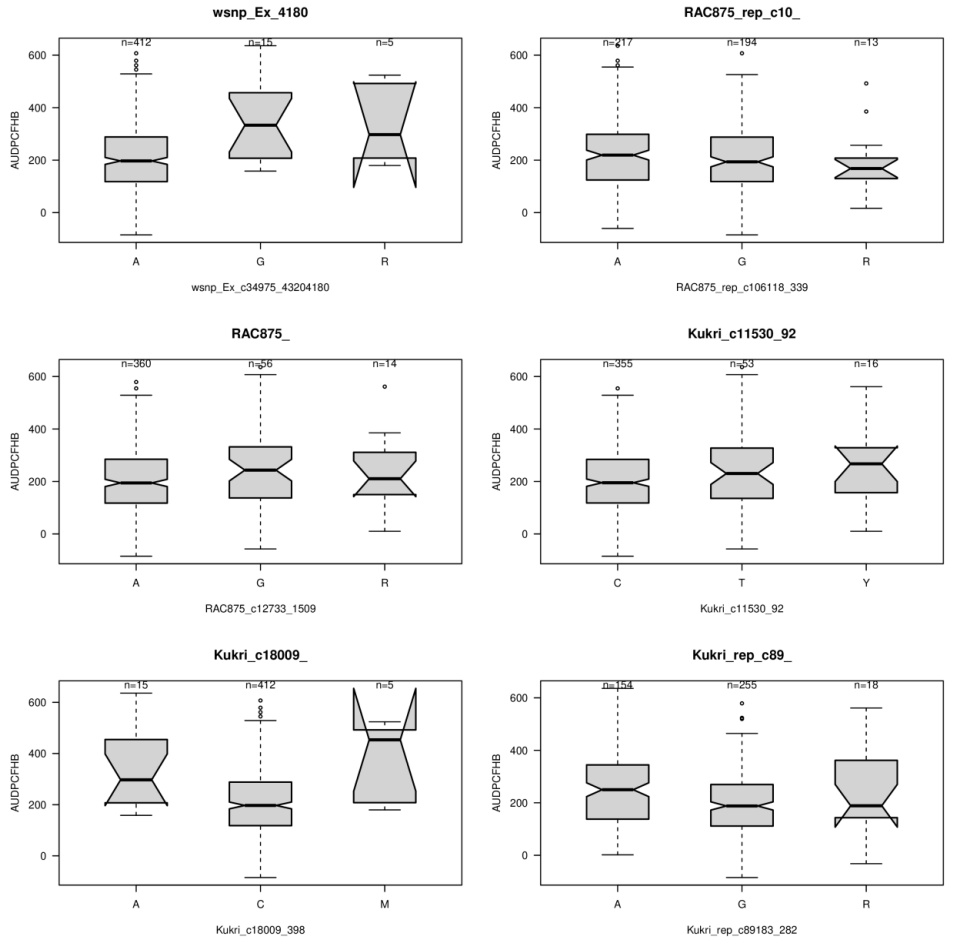 wsnp_Ex_4180
n=412 n=15 n=5
600
400
200
0
AUDPCFHB
A G R
wsnp_Ex_c34975_43204180
RAC875_rep_c10_
n=217 n=194 n=13
600
400
200
0
AUDPCFHB
A G R
RAC875_rep_c106118_339
RAC875_
n=360 n=56 n=14
600
400
200
0
AUDPCFHB
A G R
RAC875_c12733_1509
Kukri_c11530_92
n=355 n=53 n=16
600
400
200
0
AUDPCFHB
C T Y
Kukri_c11530_92
Kukri_c18009_
n=15 n=412 n=5
600
400
200
0
AUDPCFHB
A C M
Kukri_c18009_398
Kukri_rep_c89_
n=154 n=255 n=18
600
400
200
0
AUDPCFHB
A G R
Kukri_rep_c89183_282